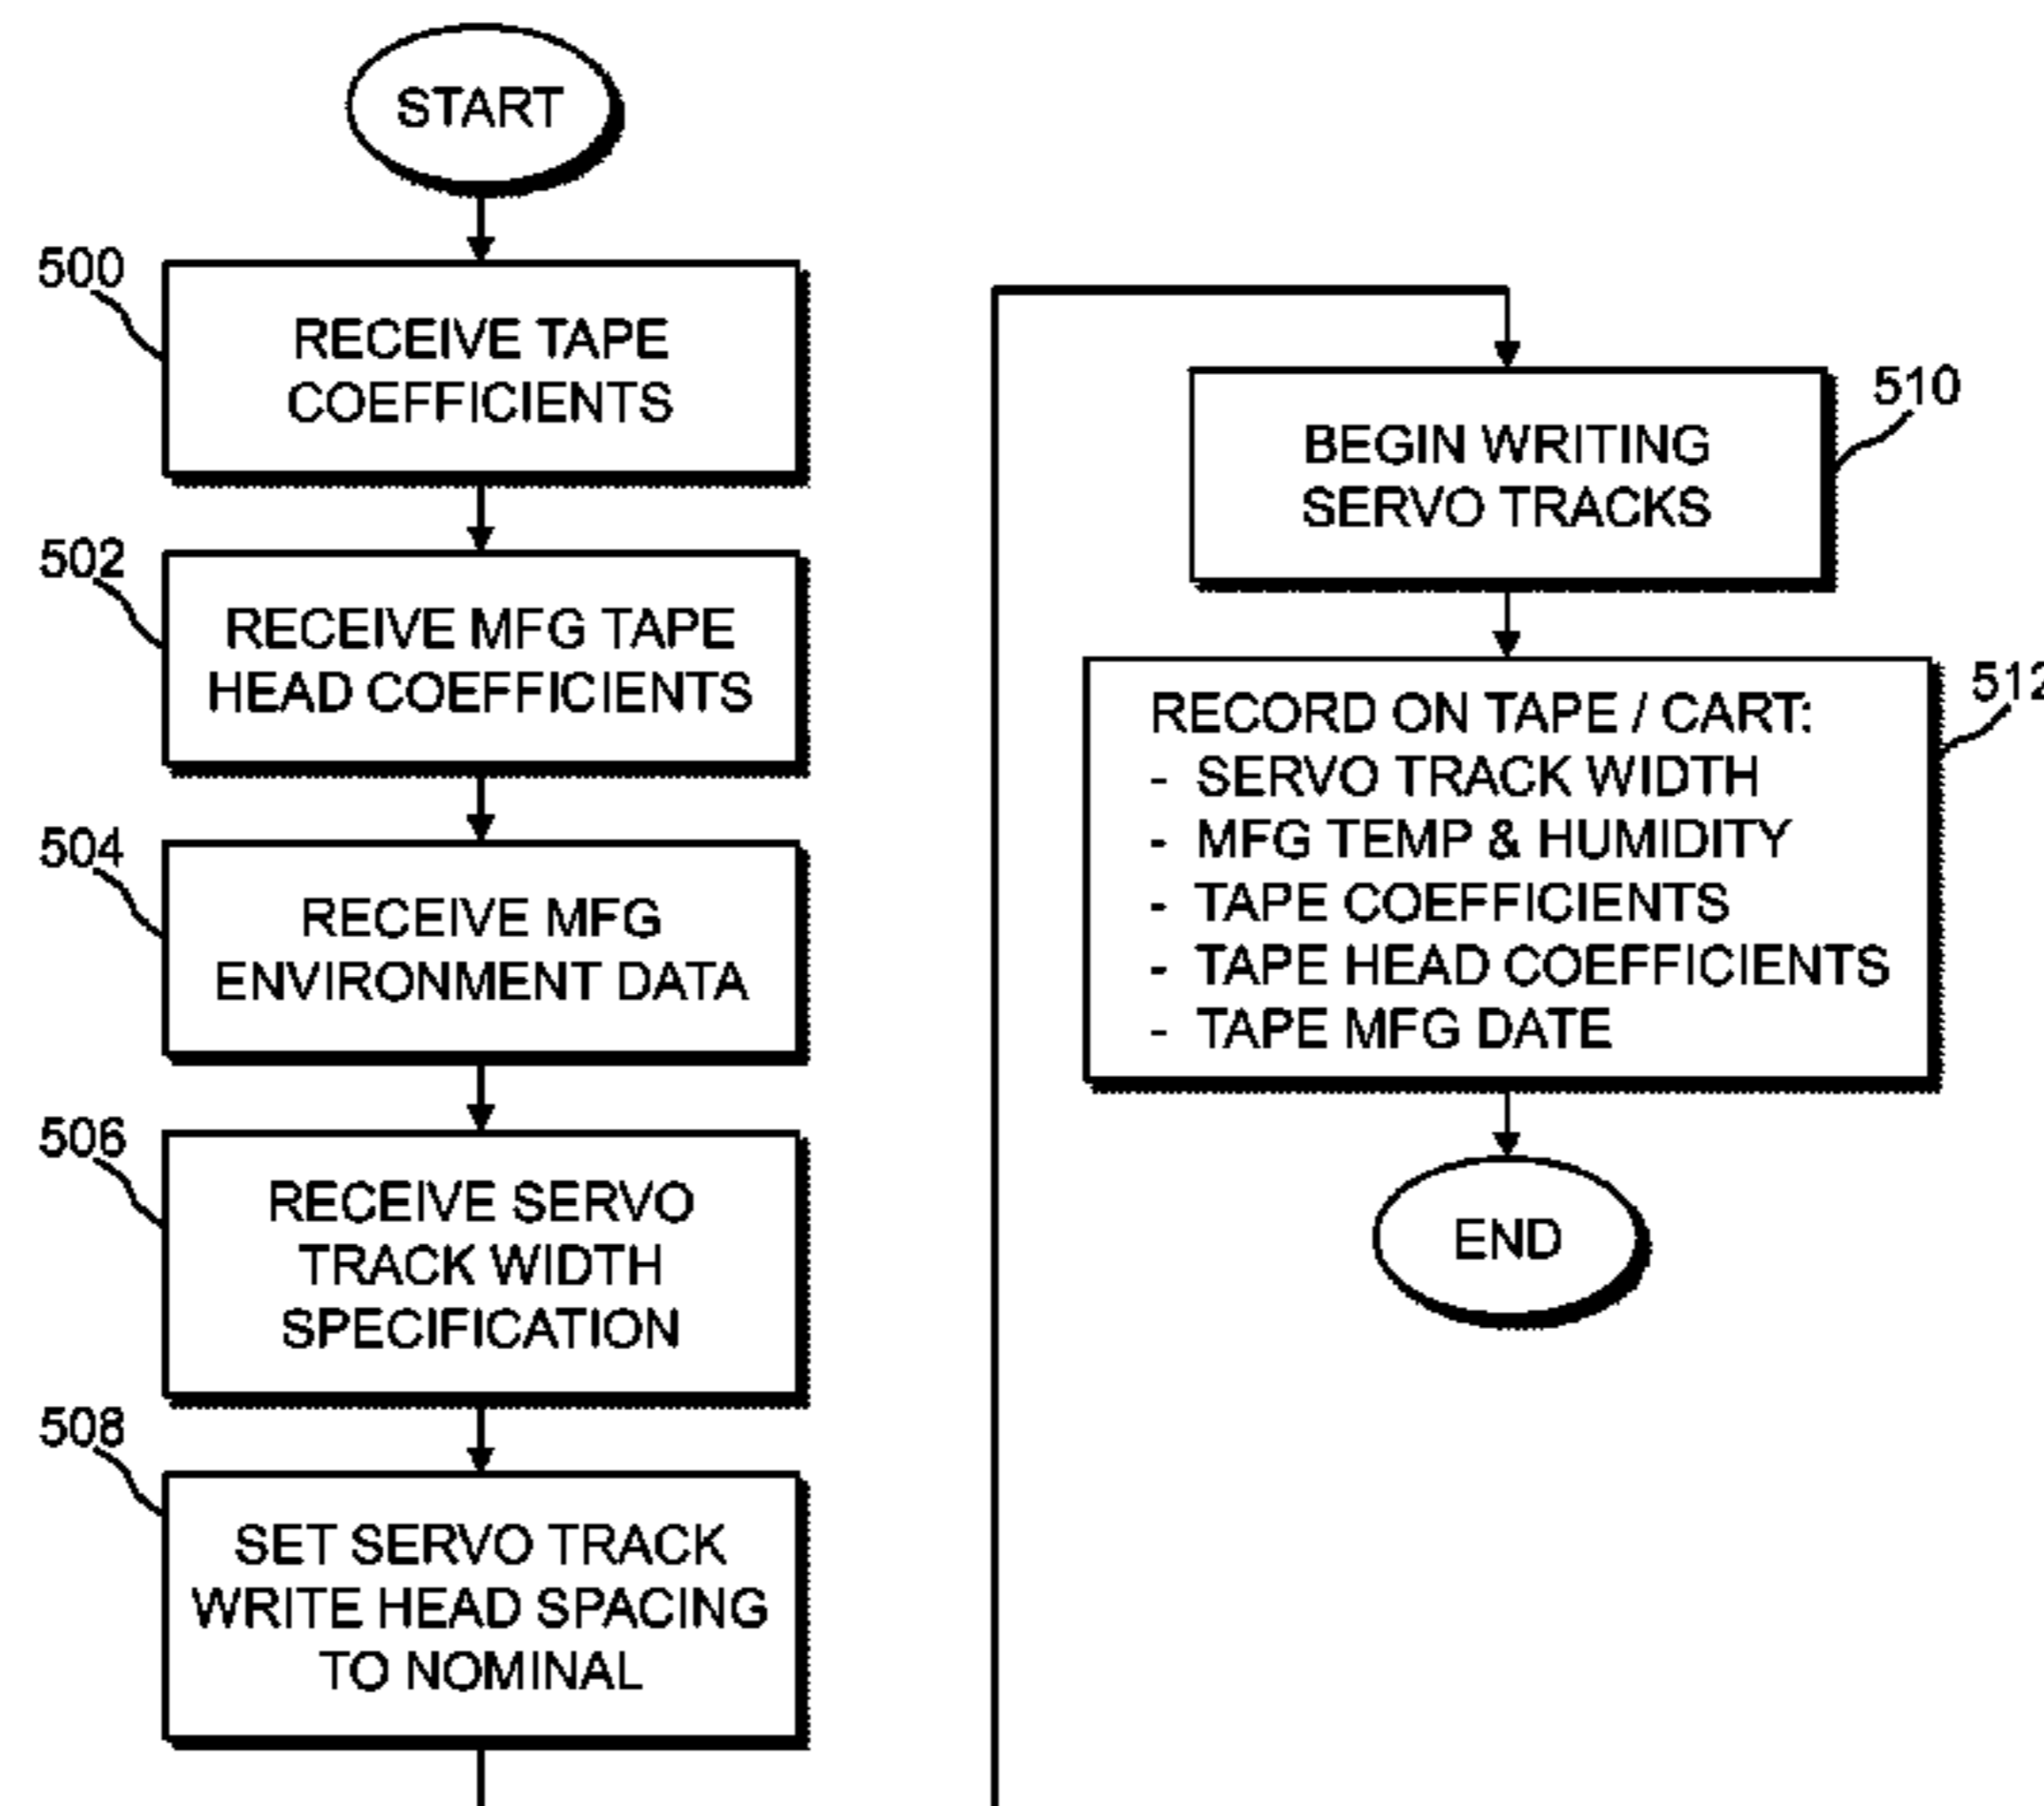 START
500
RECEIVE TAPE
COEFFICIENTS
502
RECEIVE MFG TAPE
HEAD COEFFICIENTS
504
RECEIVE MFG
ENVIRONMENT DATA
506
RECEIVE SERVO
TRACK WIDTH
SPECIFICATION
508
SET SERVO TRACK
WRITE HEAD SPACING
TO NOMINAL
510
BEGIN WRITING
SERVO TRACKS
512
RECORD ON TAPE / CART:
- SERVO TRACK WIDTH
- MFG TEMP & HUMIDITY
- TAPE COEFFICIENTS
- TAPE HEAD COEFFICIENTS
- TAPE MFG DATE
END